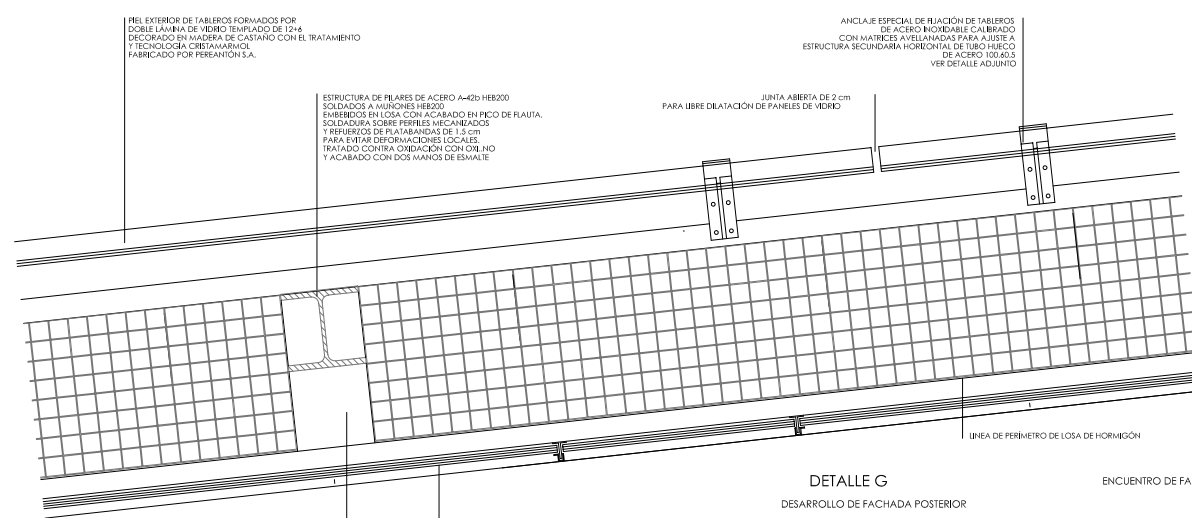 PIEL EXTERIOR DE TABLEROS FORMADOS POR
DOBLE LÁMINA DE VIDRIO TEMPLADO DE 12+6
DECORADO EN MADERA DE CASTAÑO CON EL TRATAMIENTO
Y TECNOLOGÍA CRISTAMARMOL
FABRICADO POR PEREANTÓN S.A.
ANCLAJE ESPECIAL DE FIJACIÓN DE TABLEROS
DE ACERO INOXIDABLE CALIBRADO
CON MATRICES AVELLANADAS PARA AJUSTE A
ESTRUCTURA SECUNDARIA HORIZONTAL DE TUBO HUECO
DE ACERO 100.60.5
VER DETALLE ADJUNTO
ESTRUCTURA DE PILARES DE ACERO A-42b HEB200
SOLDADOS A MUÑONES HEB200
EMBEBIDOS EN LOSA CON ACABADO EN PICO DE FLAUTA.
SOLDADURA SOBRE PERFILES MECANIZADOS
Y REFUERZOS DE PLATABANDAS DE 1.5 cm
PARA EVITAR DEFORMACIONES LOCALES.
TRATADO CONTRA OXIDACIÓN CON OXI..NO
Y ACABADO CON DOS MANOS DE ESMALTE
JUNTA ABIERTA DE 2 cm
PARA LIBRE DILATACIÓN DE PANELES DE VIDRIO
LINEA DE PERÍMETRO DE LOSA DE HORMIGÓN
DETALLE G
DESARROLLO DE FACHADA POSTERIOR
ENCUENTRO DE FA